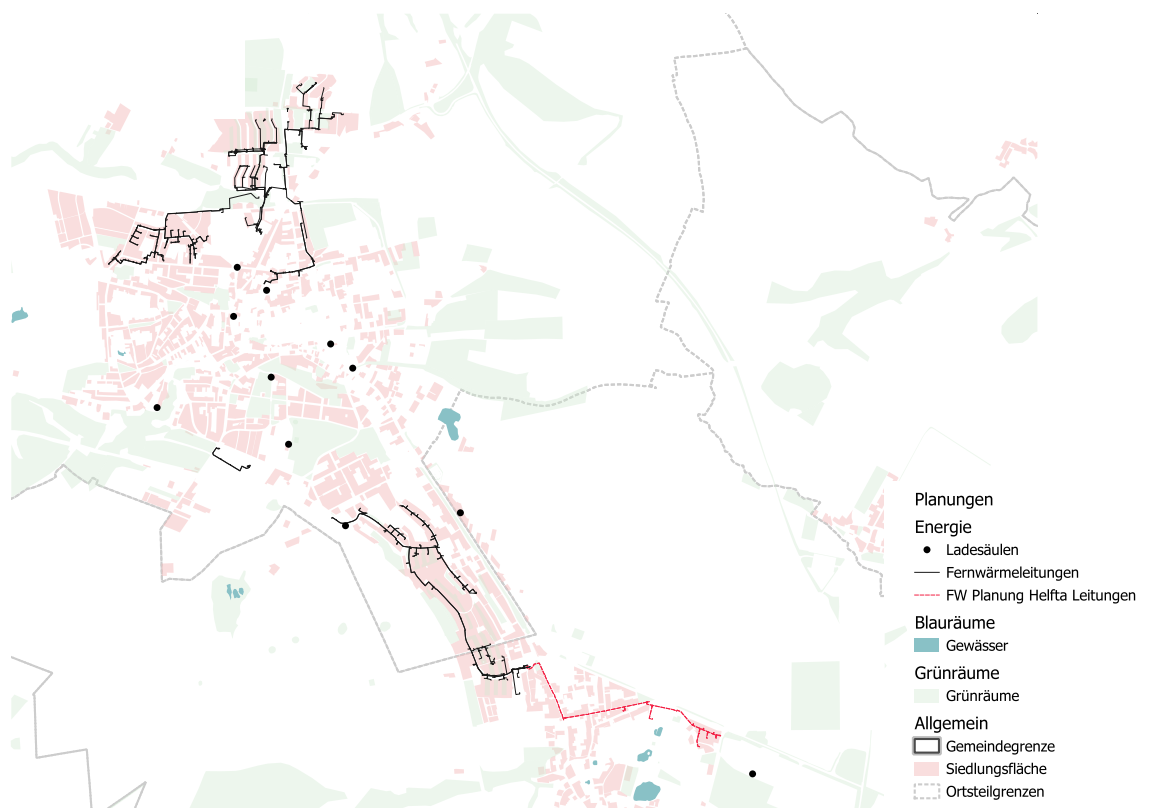 Planungen
Energie
Ladesäulen
Fernwärmeleitungen
FW Planung Helfta Leitungen
Blauräume
Gewässer
Grünräume
Grünräume
Allgemein
Gemeindegrenze
Siedlungsfläche
Ortsteilgrenzen